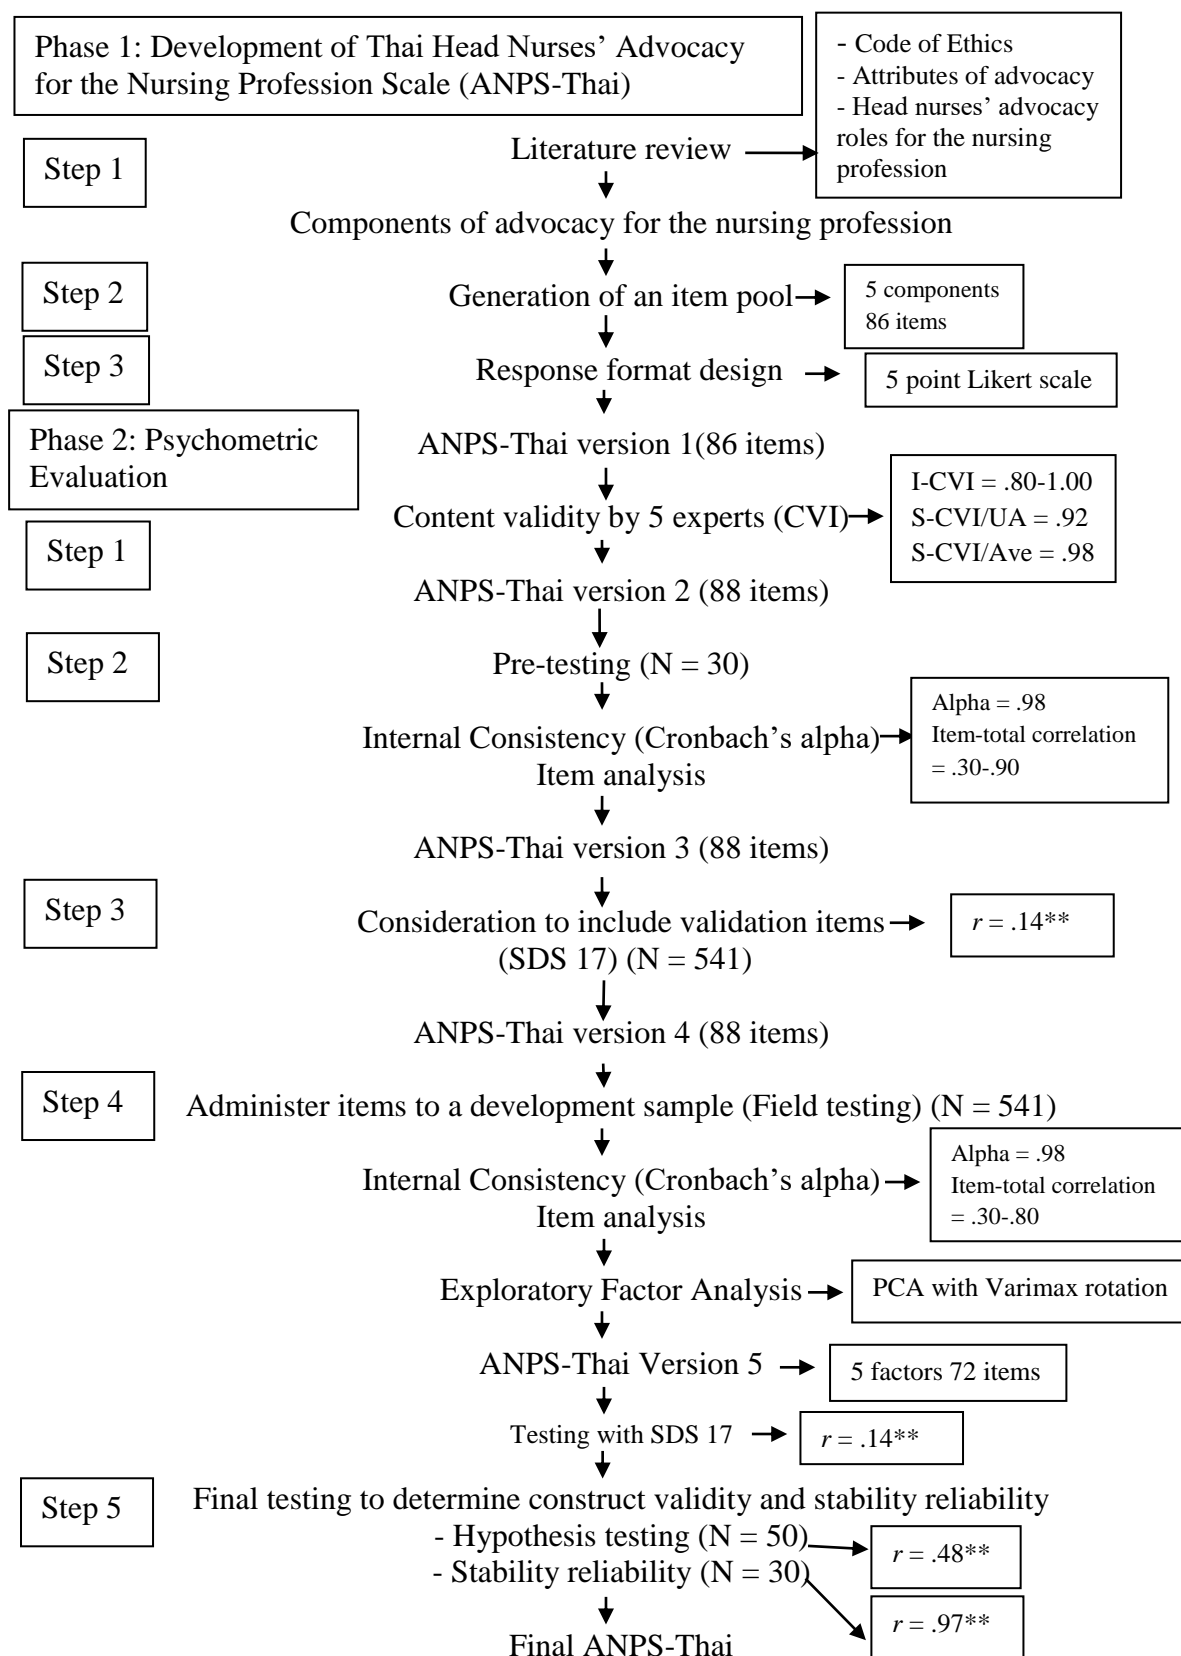 Phase 1: Development of Thai Head Nurses’ Advocacy
for the Nursing Profession Scale (ANPS-Thai)
- Code of Ethics
- Attributes of advocacy
- Head nurses’ advocacy
roles for the nursing
profession
Step 1
Literature review
Components of advocacy for the nursing profession
Step 2
Generation of an item pool
5 components
86 items
Step 3
Response format design
5 point Likert scale
Phase 2: Psychometric
Evaluation
ANPS-Thai version 1(86 items)
Step 1
Content validity by 5 experts (CVI)
I-CVI = .80-1.00
S-CVI/UA = .92
S-CVI/Ave = .98
ANPS-Thai version 2 (88 items)
Step 2
Pre-testing (N = 30)
Internal Consistency (Cronbach’s alpha)
Item analysis
Alpha = .98
Item-total correlation
= .30-.90
ANPS-Thai version 3 (88 items)
Step 3
Consideration to include validation items
(SDS 17) (N = 541)
r = .14**
ANPS-Thai version 4 (88 items)
Step 4
Administer items to a development sample (Field testing) (N = 541)
Internal Consistency (Cronbach’s alpha)
Item analysis
Alpha = .98
Item-total correlation
= .30-.80
Exploratory Factor Analysis
PCA with Varimax rotation
ANPS-Thai Version 5
5 factors 72 items
Testing with SDS 17
r = .14**
Step 5
Final testing to determine construct validity and stability reliability
- Hypothesis testing (N = 50)
r = .48**
- Stability reliability (N = 30)
r = .97**
Final ANPS-Thai